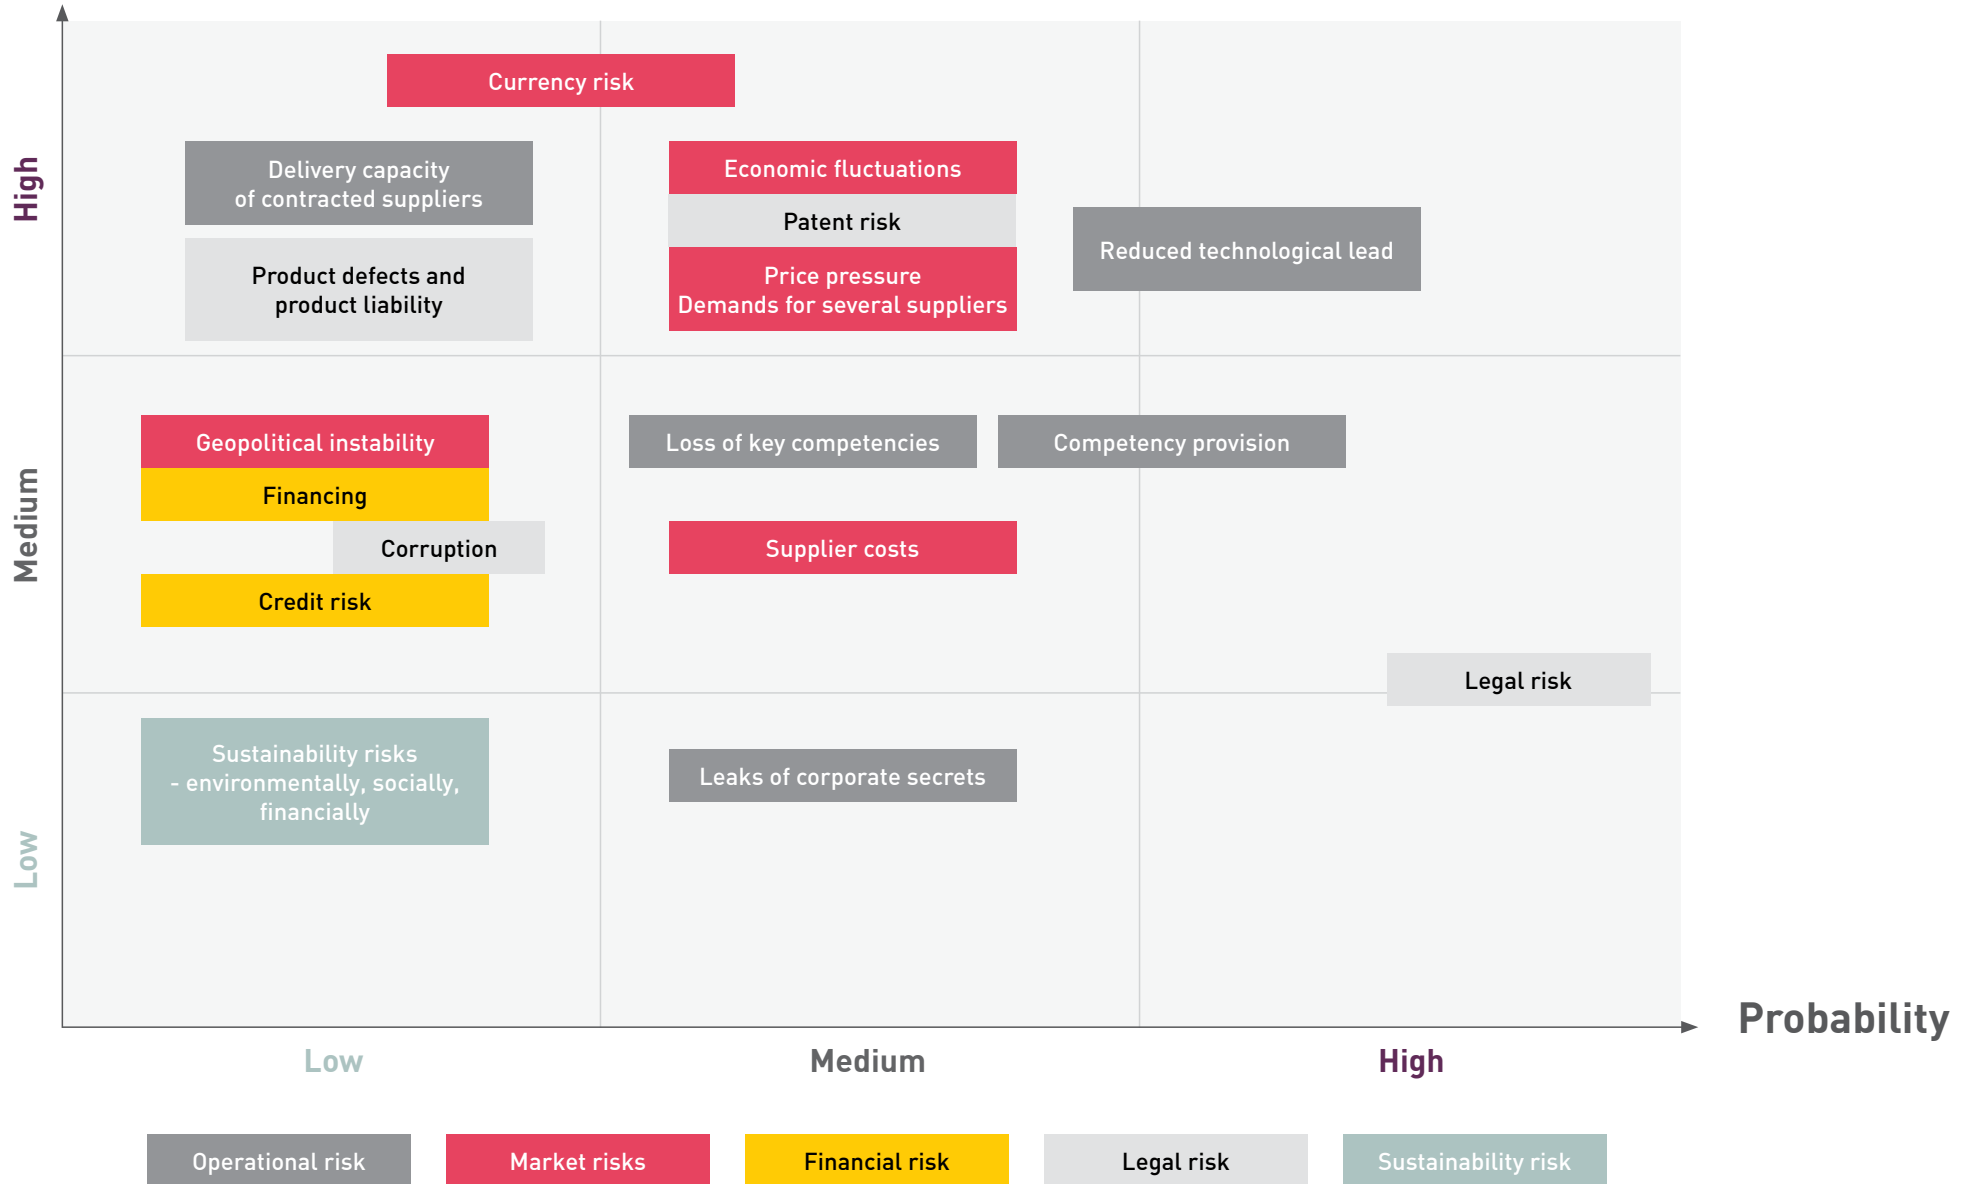 High
Medium
Low
Currency risk
Delivery capacity
of contracted suppliers
Economic fluctuations
Patent risk
Product defects and
product liability
Price pressure
Demands for several suppliers
Reduced technological lead
Geopolitical instability
Loss of key competencies
Competency provision
Financing
Corruption
Supplier costs
Credit risk
Legal risk
Sustainability risks
- environmentally, socially,
financially
Leaks of corporate secrets
Probability
Low
Medium
High
Operational risk
Market risks
Financial risk
Legal risk
Sustainability risk